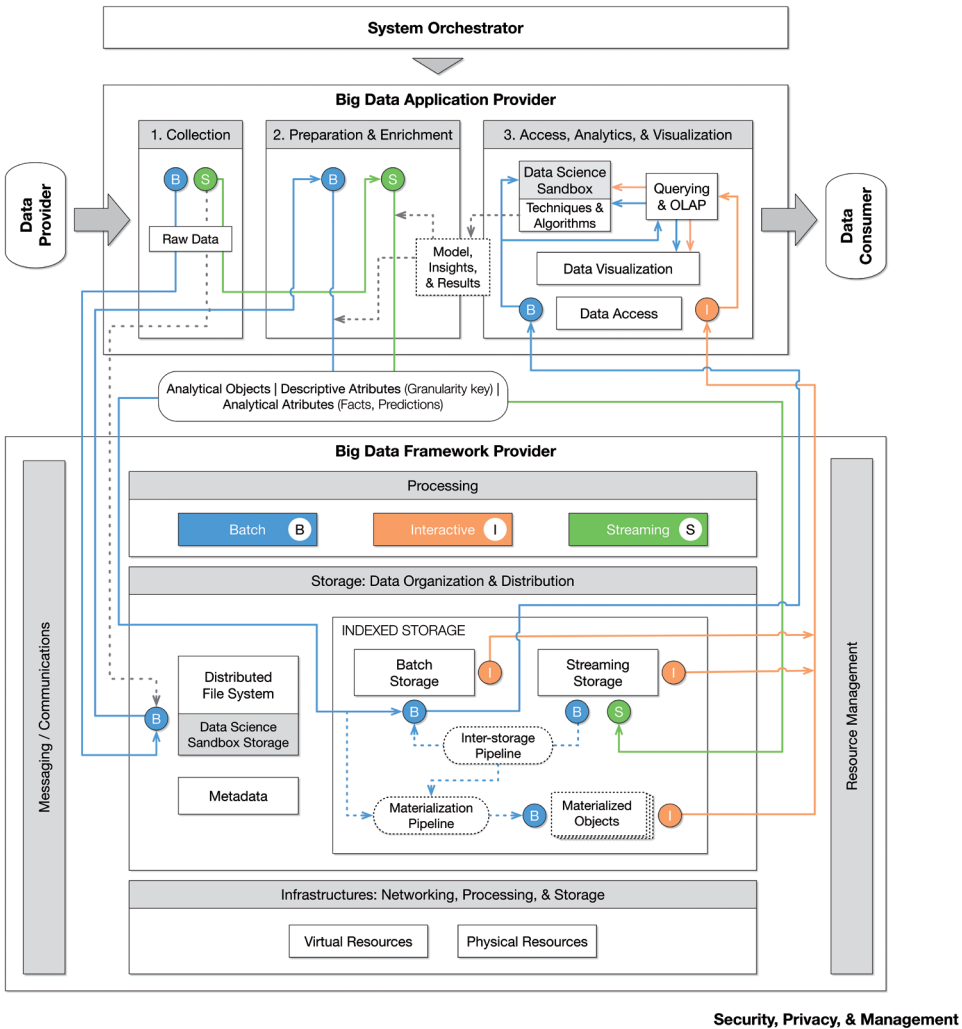 System Orchestrator
Big Data Application Provider
1. Collection
2. Preparation & Enrichment
3. Access, Analytics, & Visualization
Data
Provider
B
S
Raw Data
B
S
Model,
Insights,
& Results
Data Science
Sandbox
Techniques &
Algorithms
Querying
& OLAP
Data Visualization
B
Data Access
I
Data
Consumer
Analytical Objects | Descriptive Atributes (Granularity key) |
Analytical Atributes (Facts, Predictions)
Big Data Framework Provider
Messaging / Communications
Processing
Batch B
Interactive I
Streaming S
Storage: Data Organization & Distribution
Distributed
File System
B
Data Science
Sandbox Storage
Metadata
INDEXED STORAGE
Batch
Storage
I
B
Streaming
Storage
I
B
S
Inter-storage
Pipeline
Materialization
Pipeline
B
Materialized
Objects
I
Infrastructures: Networking, Processing, & Storage
Virtual Resources
Physical Resources
Resource Management
Security, Privacy, & Management